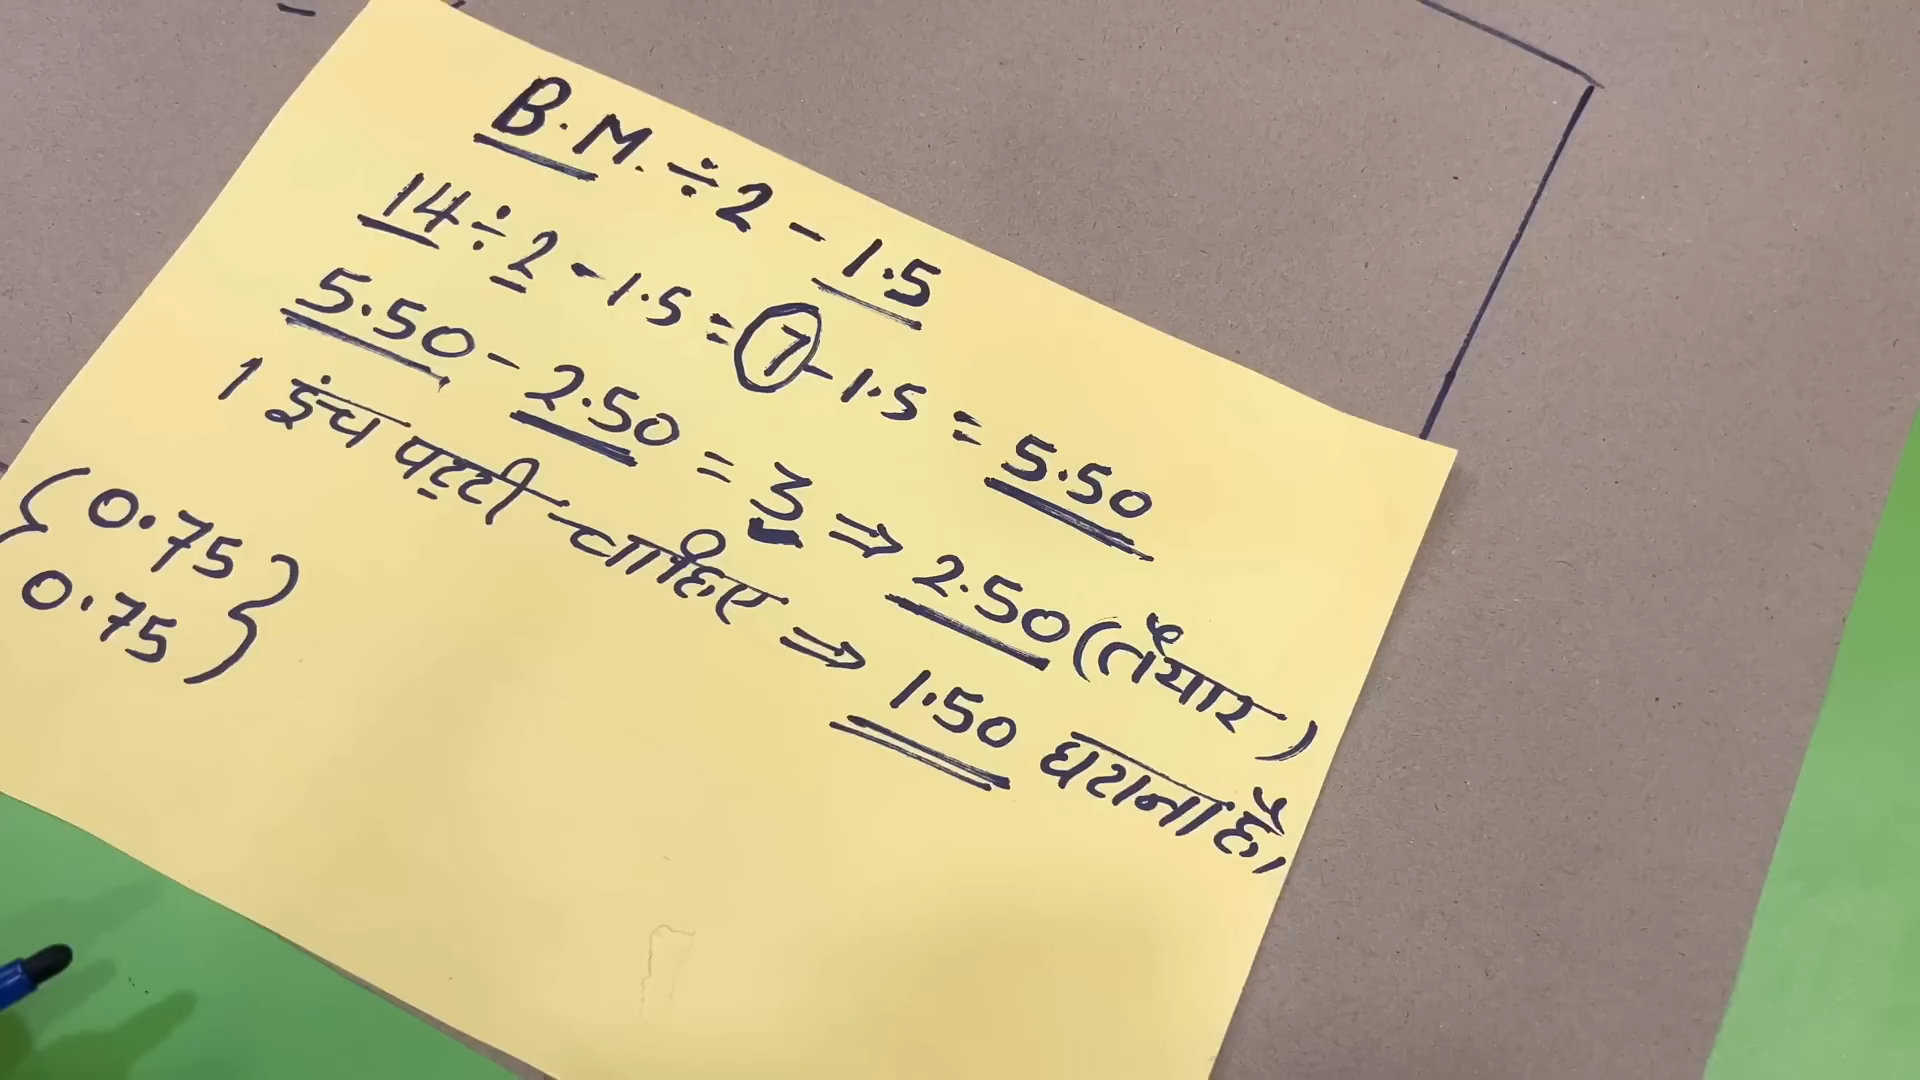 B.M. ÷ 2 - 1.5
14 ÷ 2 - 1.5 = 7 - 1.5 = 5.50
5.50 - 2.50 = 3 ⇒ 2.50 (तैयार)
1 इंच पट्टी चाहिए ⇒ 1.50 घटाना है,
{ 0.75
0.75 }